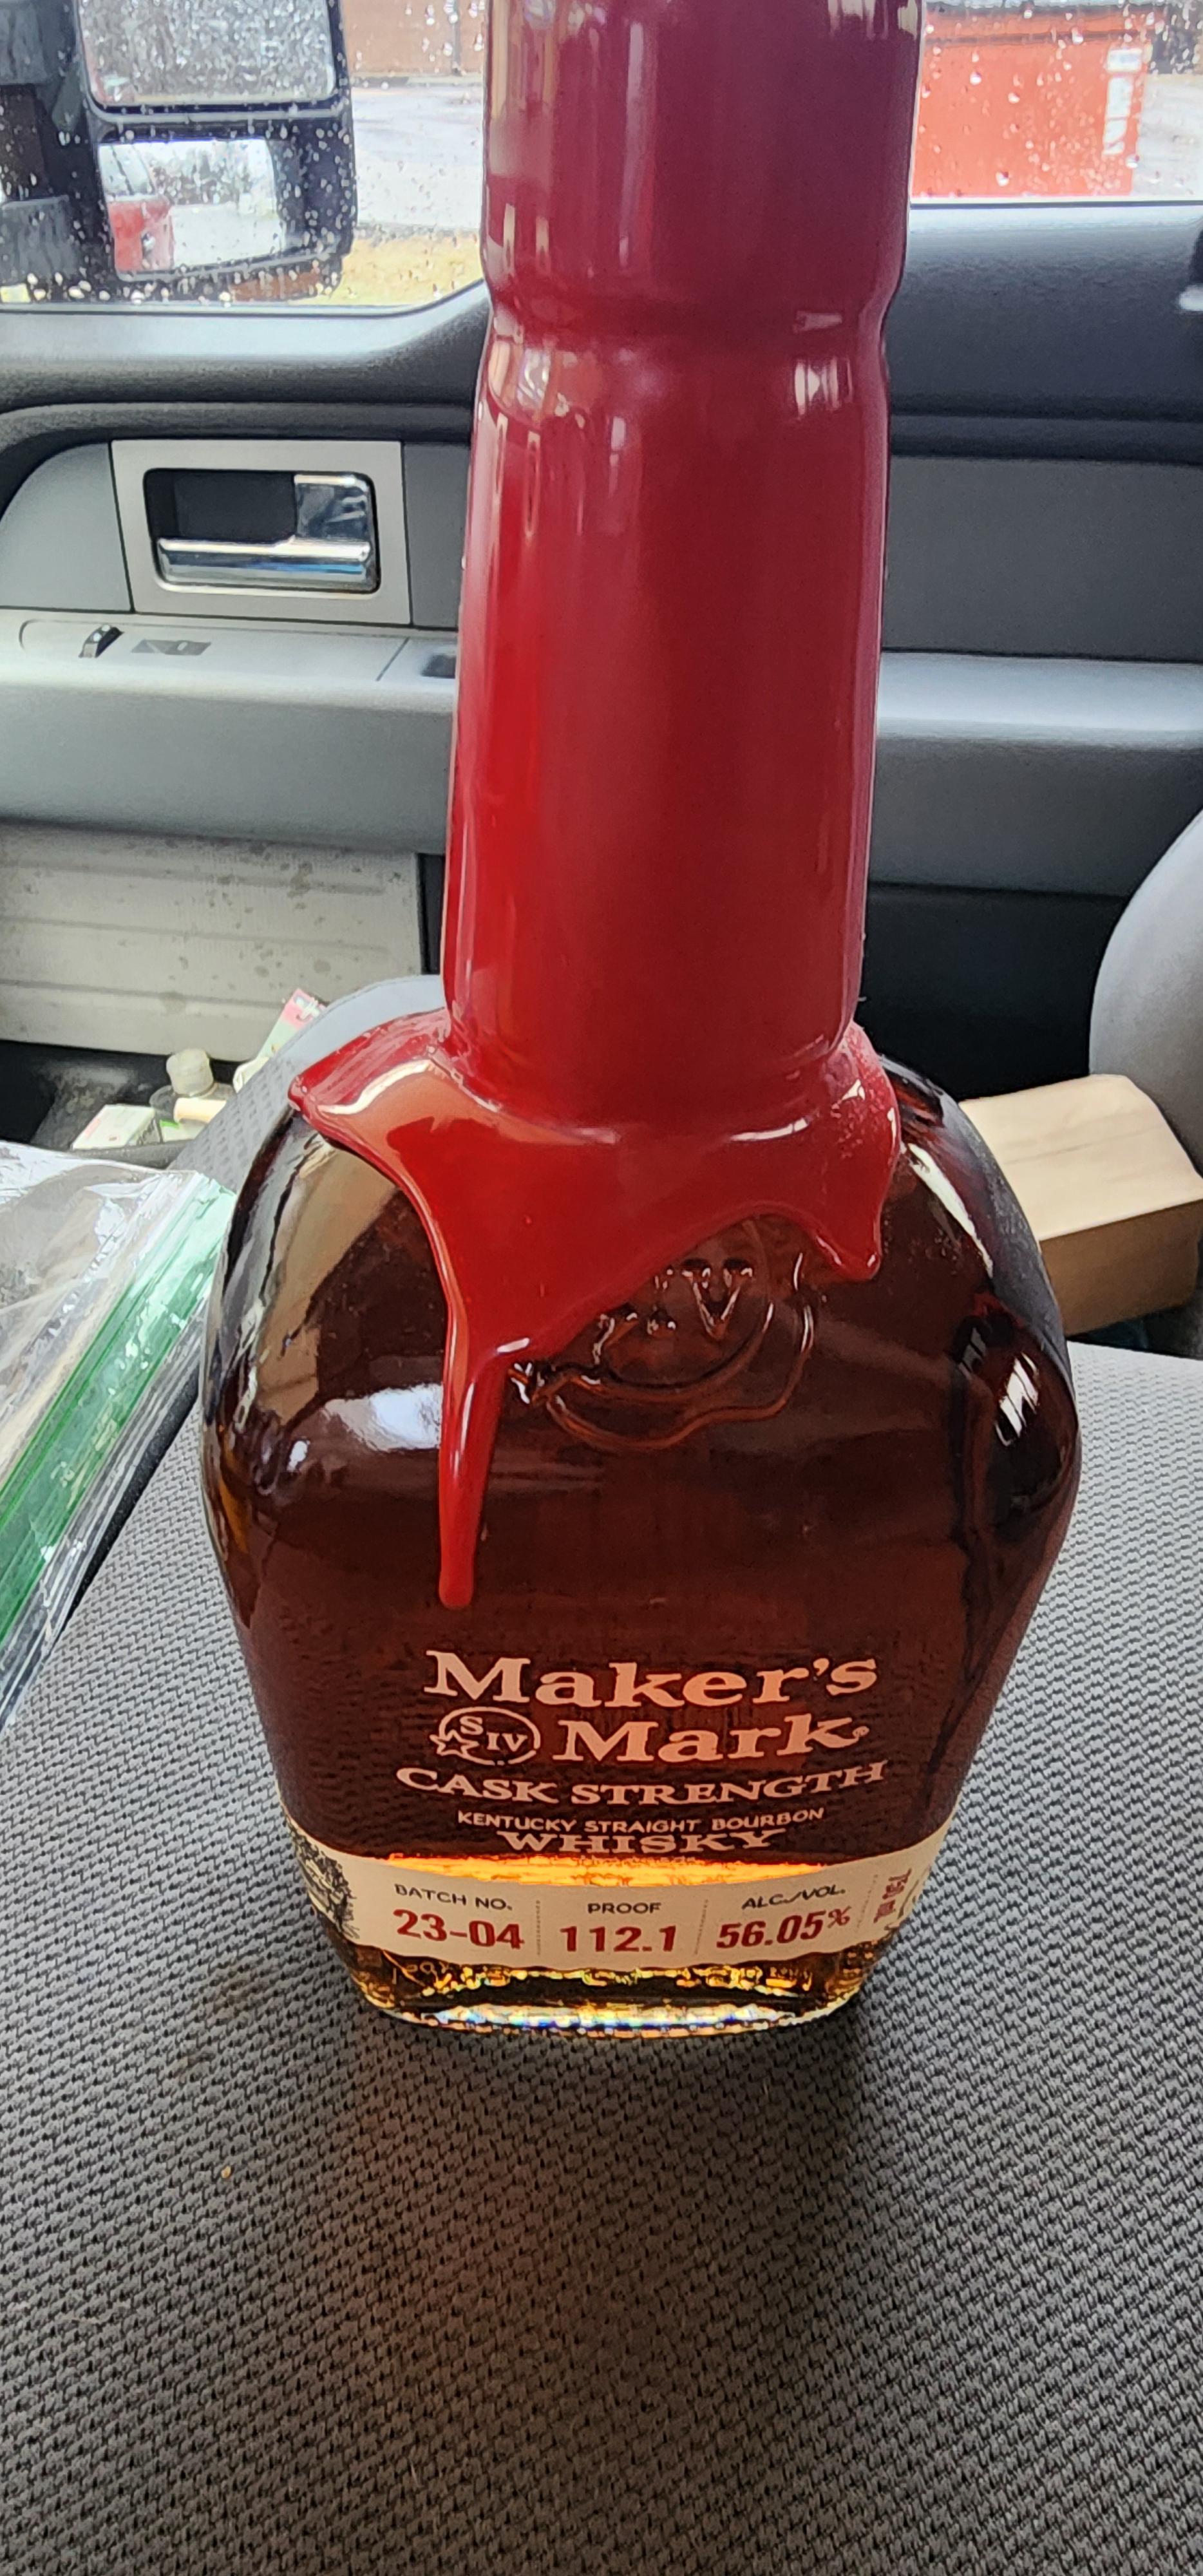 Maker's
S IV Mark®
CASK STRENGTH
KENTUCKY STRAIGHT BOURBON
WHISKY
BATCH NO. PROOF ALC./VOL.
23-04 112.1 56.05%